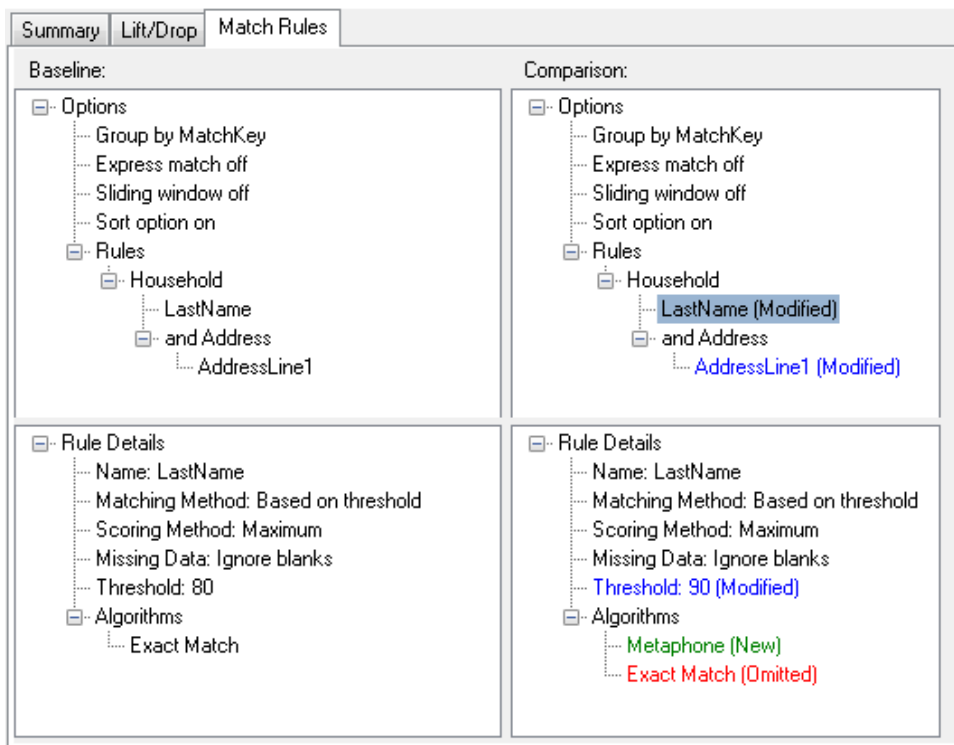 Summary Lift/Drop Match Rules
Baseline:
Options
Group by MatchKey
Express match off
Sliding window off
Sort option on
Rules
Household
LastName
and Address
AddressLine1
Rule Details
Name: LastName
Matching Method: Based on threshold
Scoring Method: Maximum
Missing Data: Ignore blanks
Threshold: 80
Algorithms
Exact Match
Comparison:
Options
Group by MatchKey
Express match off
Sliding window off
Sort option on
Rules
Household
LastName (Modified)
and Address
AddressLine1 (Modified)
Rule Details
Name: LastName
Matching Method: Based on threshold
Scoring Method: Maximum
Missing Data: Ignore blanks
Threshold: 90 (Modified)
Algorithms
Metaphone (New)
Exact Match (Omitted)